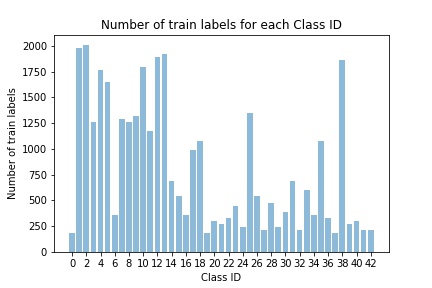 Number of train labels for each Class ID
Number of train labels
2000
1750
1500
1250
1000
750
500
250
0
0 2 4 6 8 10 12 14 16 18 20 22 24 26 28 30 32 34 36 38 40 42
Class ID